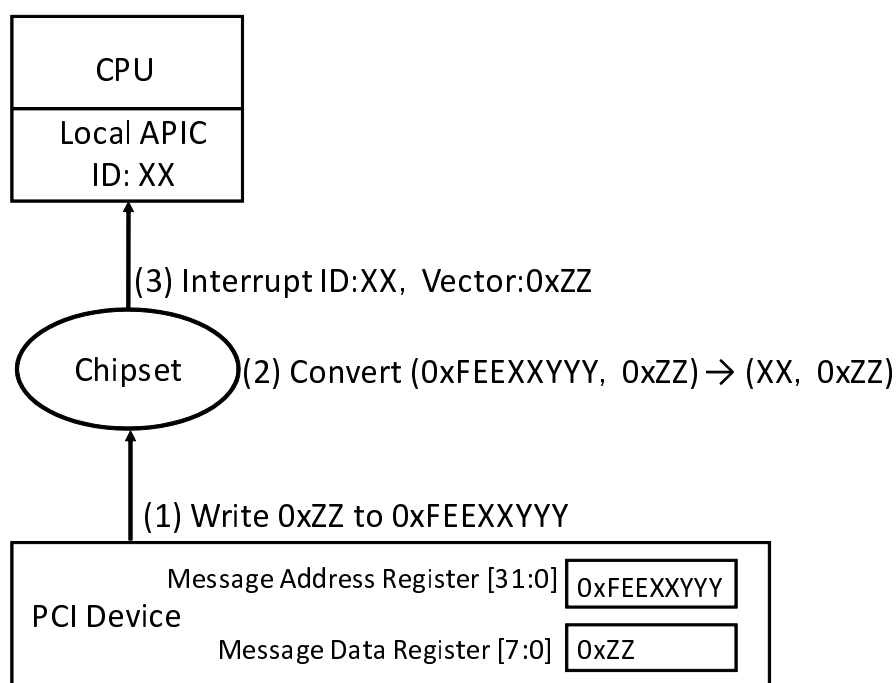 CPU
Local APIC
ID: XX
(3) Interrupt ID:XX, Vector:0xZZ
Chipset
(2) Convert (0xFEEXXYYY, 0xZZ) → (XX, 0xZZ)
(1) Write 0xZZ to 0xFEEXXYYY
Message Address Register [31:0] 0xFEEXXYYY
PCI Device
Message Data Register [7:0] 0xZZ